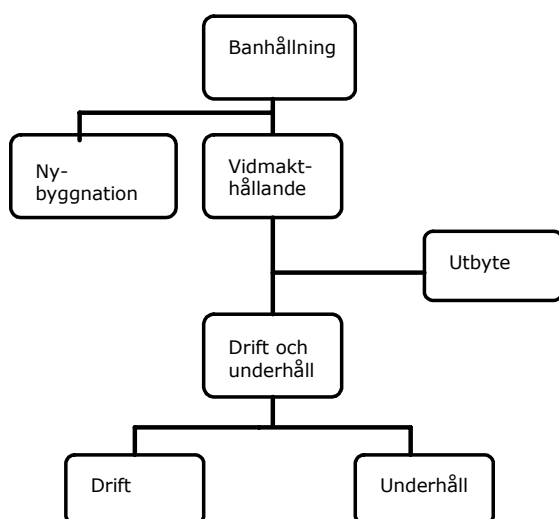 Banhållning
Ny-
byggnation
Vidmakt-
hållande
Utbyte
Drift och
underhåll
Drift
Underhåll